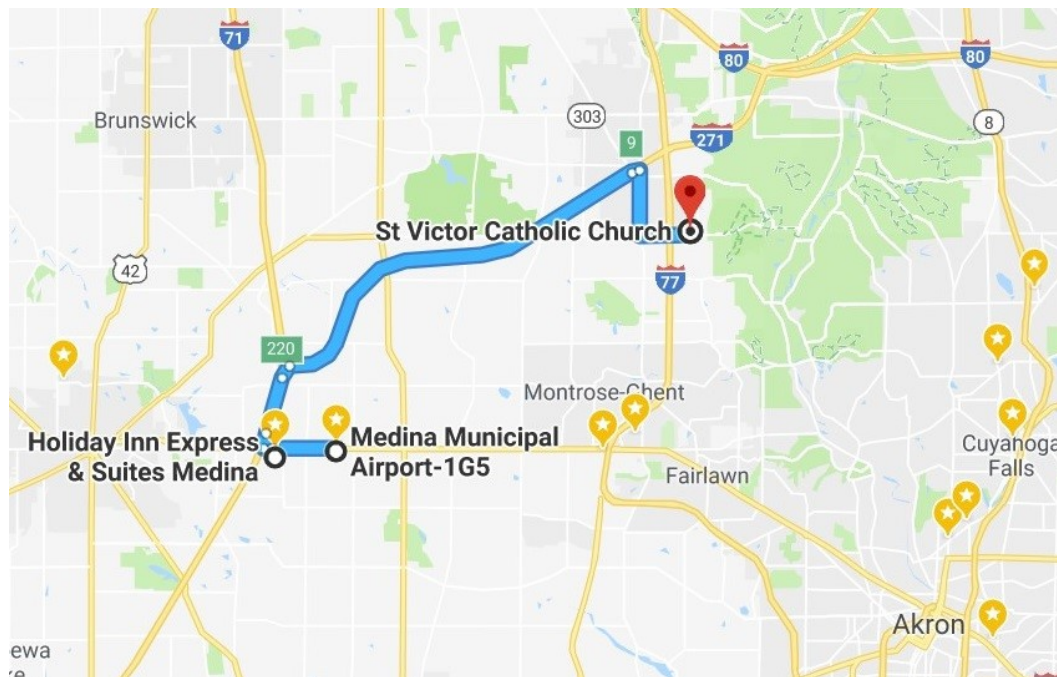 71
80
80
Brunswick
303
8
9
271
St Victor Catholic Church
42
77
220
Montrose-Ghent
Holiday Inn Express
& Suites Medina
Medina Municipal
Airport-1G5
Cuyahoga
Falls
Fairlawn
Akron